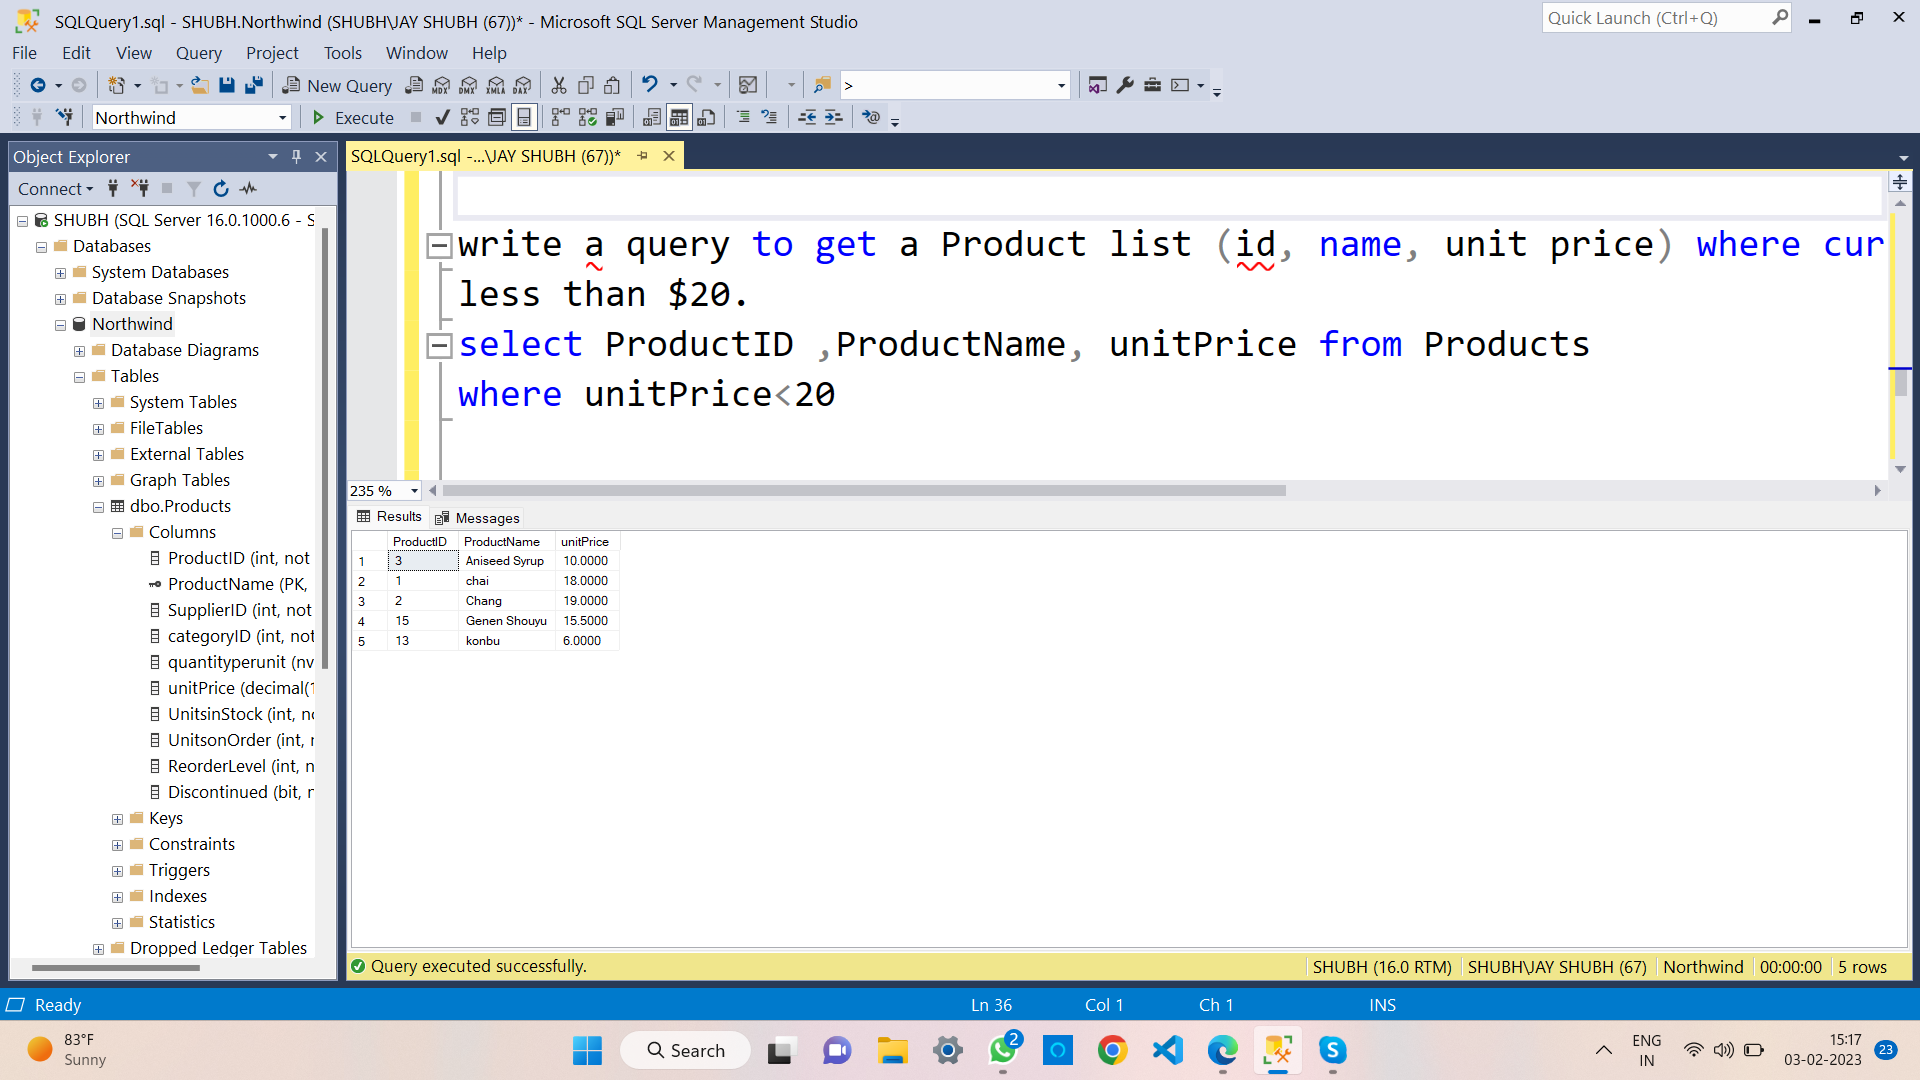 SQLQuery1.sql - SHUBH.Northwind (SHUBH\JAY SHUBH (67))* - Microsoft SQL Server Management Studio
Quick Launch (Ctrl+Q)
File Edit View Query Project Tools Window Help
New Query MDX DMX XMLA DAX >
Northwind Execute
Object Explorer
SQLQuery1.sql -...\JAY SHUBH (67))*
Connect
SHUBH (SQL Server 16.0.1000.6 - S
Databases
System Databases
Database Snapshots
Northwind
Database Diagrams
Tables
System Tables
FileTables
External Tables
Graph Tables
dbo.Products
Columns
ProductID (int, not
ProductName (PK,
SupplierID (int, not
categoryID (int, not
quantityperunit (nv
unitPrice (decimal(1
UnitsinStock (int, no
UnitsonOrder (int, r
ReorderLevel (int, n
Discontinued (bit, n
Keys
Constraints
Triggers
Indexes
Statistics
Dropped Ledger Tables
write a query to get a Product list (id, name, unit price) where cur
less than $20.
select ProductID ,ProductName, unitPrice from Products
where unitPrice<20
235 %
Results Messages
ProductID ProductName unitPrice
1 3 Aniseed Syrup 10.0000
2 1 chai 18.0000
3 2 Chang 19.0000
4 15 Genen Shouyu 15.5000
5 13 konbu 6.0000
Query executed successfully.
SHUBH (16.0 RTM) SHUBH\JAY SHUBH (67) Northwind 00:00:00 5 rows
Ready Ln 36 Col 1 Ch 1 INS
83°F
Sunny
Search
2
ENG
IN
15:17
03-02-2023
23